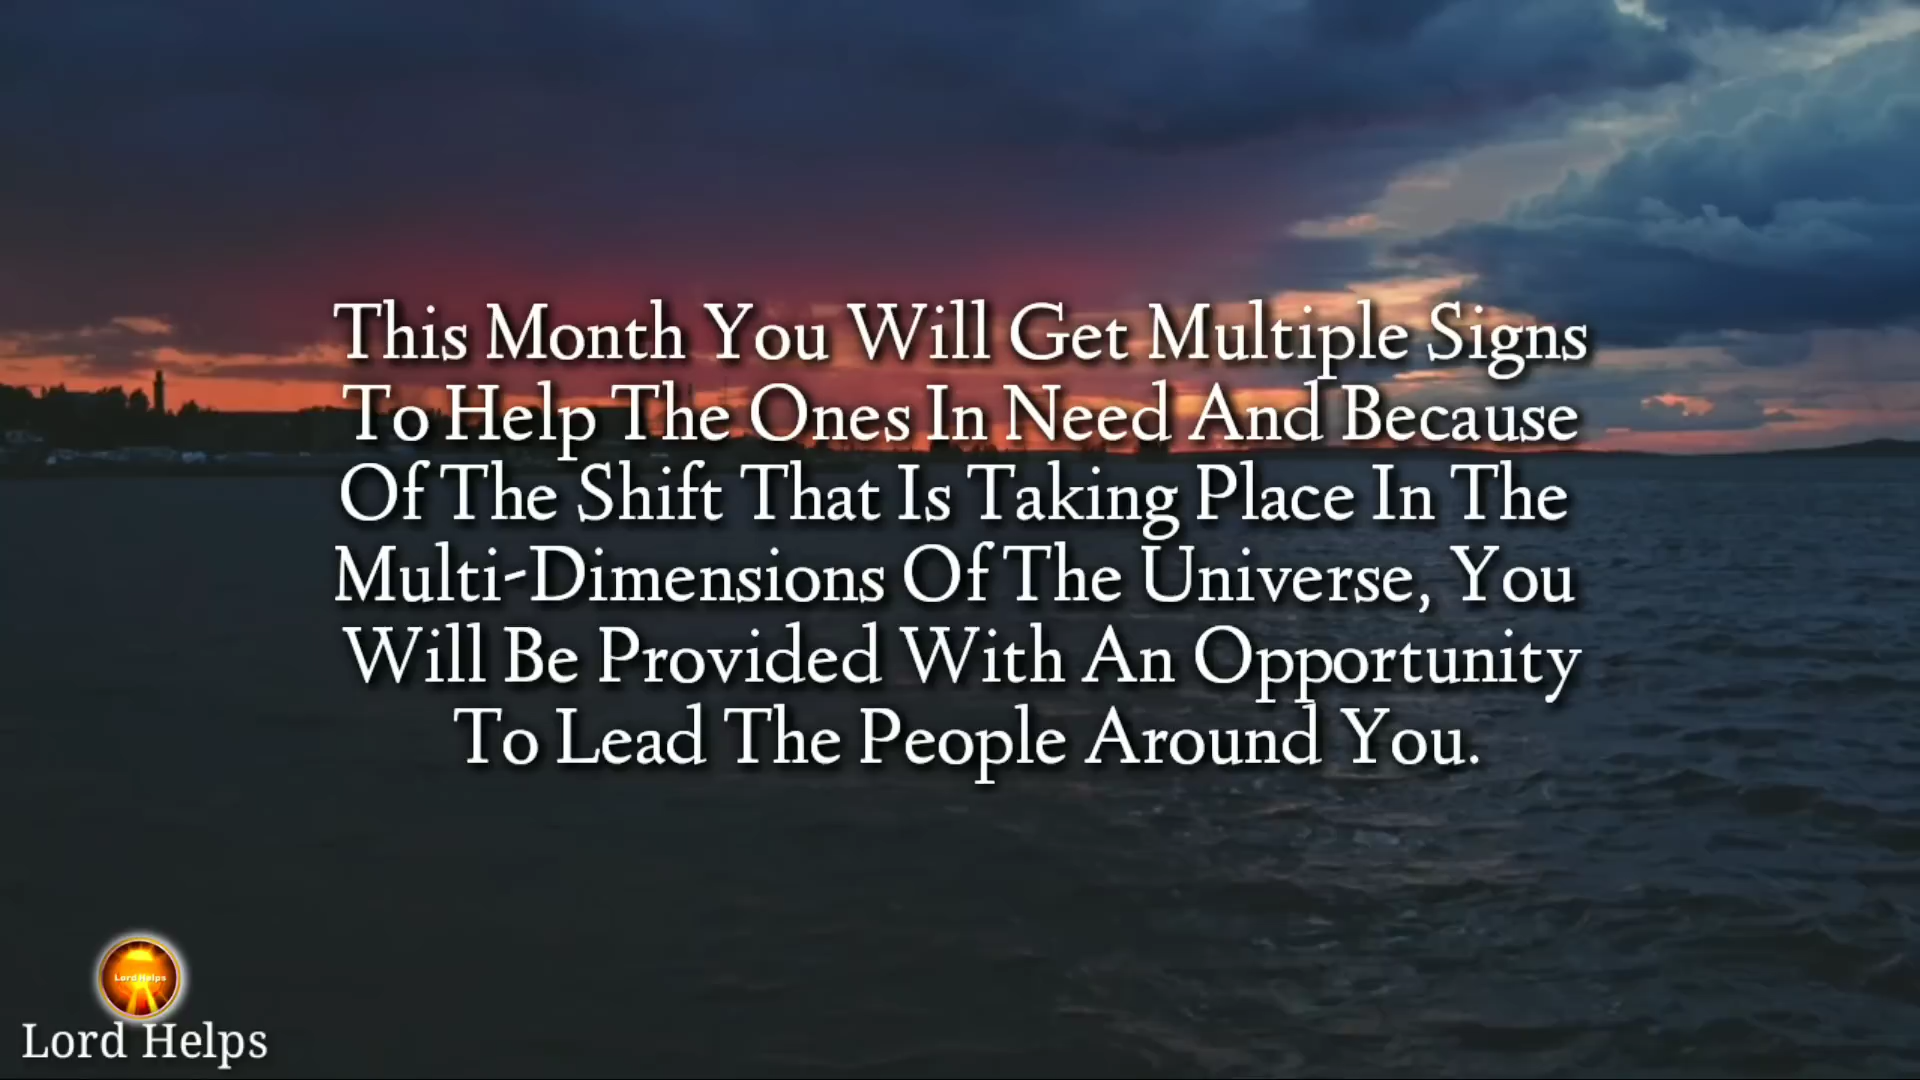 This Month You Will Get Multiple Signs
To Help The Ones In Need And Because
Of The Shift That Is Taking Place In The
Multi-Dimensions Of The Universe, You
Will Be Provided With An Opportunity
To Lead The People Around You.
Lord Helps
Lord Helps